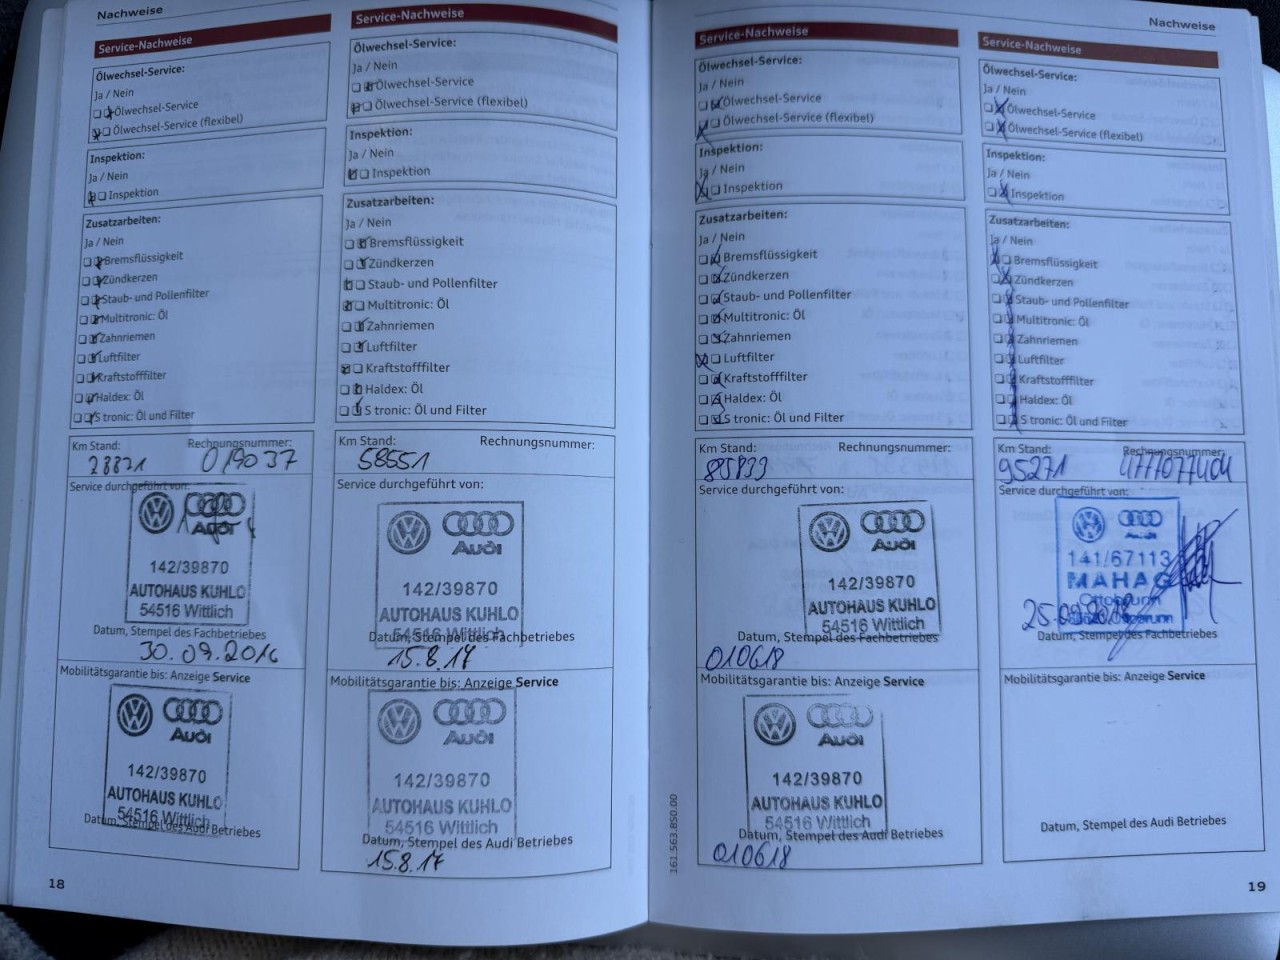 Nachweise
Service-Nachweise
Ölwechsel-Service:
Ja / Nein
Ölwechsel-Service
Ölwechsel-Service (flexibel)
Inspektion:
Ja / Nein
Inspektion
Zusatzarbeiten:
Ja / Nein
Bremsflüssigkeit
Zündkerzen
Staub- und Pollenfilter
Multitronic: Öl
Zahnriemen
Luftfilter
Kraftstofffilter
Haldex: Öl
S tronic: Öl und Filter
Km Stand: Rechnungsnummer:
28821 019037
Service durchgeführt von:
Audi
142/39870
AUTOHAUS KUHLO
54516 Wittlich
Datum, Stempel des Fachbetriebes
30.09.2016
Mobilitätsgarantie bis: Anzeige Service
Audi
142/39870
AUTOHAUS KUHLO
54516 Wittlich
Datum, Stempel des Audi Betriebes
18
Service-Nachweise
Ölwechsel-Service:
Ja / Nein
Ölwechsel-Service
Ölwechsel-Service (flexibel)
Inspektion:
Ja / Nein
Inspektion
Zusatzarbeiten:
Ja / Nein
Bremsflüssigkeit
Zündkerzen
Staub- und Pollenfilter
Multitronic: Öl
Zahnriemen
Luftfilter
Kraftstofffilter
Haldex: Öl
S tronic: Öl und Filter
Km Stand: Rechnungsnummer:
58551
Service durchgeführt von:
Audi
142/39870
AUTOHAUS KUHLO
54516 Wittlich
Datum, Stempel des Fachbetriebes
15.8.17
Mobilitätsgarantie bis: Anzeige Service
Audi
142/39870
AUTOHAUS KUHLO
54516 Wittlich
Datum, Stempel des Audi Betriebes
15.8.17
Service-Nachweise
Ölwechsel-Service:
Ja / Nein
Ölwechsel-Service
Ölwechsel-Service (flexibel)
Inspektion:
Ja / Nein
Inspektion
Zusatzarbeiten:
Ja / Nein
Bremsflüssigkeit
Zündkerzen
Staub- und Pollenfilter
Multitronic: Öl
Zahnriemen
Luftfilter
Kraftstofffilter
Haldex: Öl
S tronic: Öl und Filter
Km Stand: Rechnungsnummer:
85839
Service durchgeführt von:
Audi
142/39870
AUTOHAUS KUHLO
54516 Wittlich
Datum, Stempel des Fachbetriebes
010618
Mobilitätsgarantie bis: Anzeige Service
Audi
142/39870
AUTOHAUS KUHLO
54516 Wittlich
Datum, Stempel des Audi Betriebes
010618
161.563.850.00
Nachweise
Service-Nachweise
Ölwechsel-Service:
Ja / Nein
Ölwechsel-Service
Ölwechsel-Service (flexibel)
Inspektion:
Ja / Nein
Inspektion
Zusatzarbeiten:
Ja / Nein
Bremsflüssigkeit
Zündkerzen
Staub- und Pollenfilter
Multitronic: Öl
Zahnriemen
Luftfilter
Kraftstofffilter
Haldex: Öl
S tronic: Öl und Filter
Km Stand: Rechnungsnummer:
95271
Service durchgeführt von:
Audi
141/67113
MAHAG
Ottobrunn
Datum, Stempel des Fachbetriebes
Mobilitätsgarantie bis: Anzeige Service
Datum, Stempel des Audi Betriebes
19